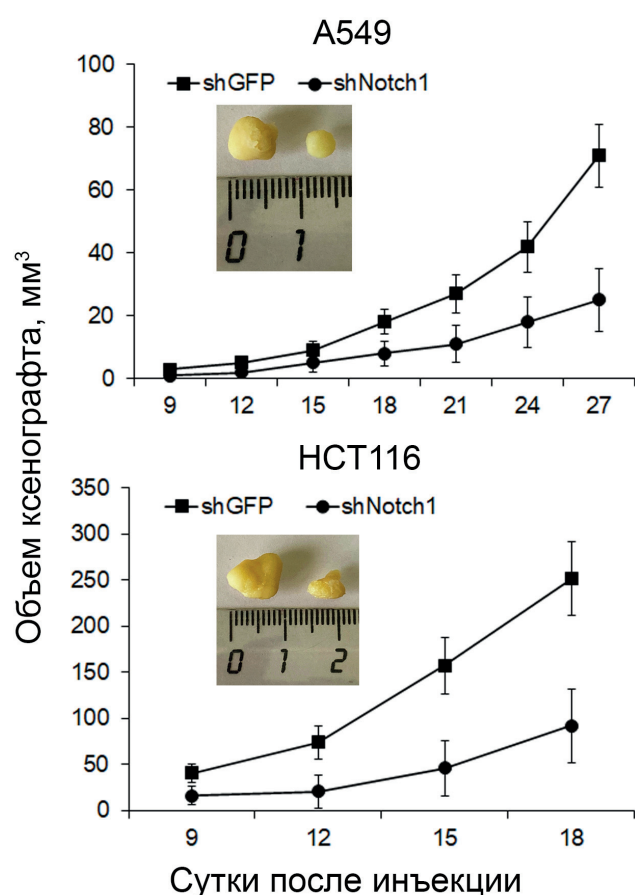 A549
100
80
60
40
20
0
shGFP shNotch1
0 1
9 12 15 18 21 24 27
HCT116
350
300
250
200
150
100
50
0
shGFP shNotch1
0 1 2
9 12 15 18
Объем ксенографта, мм³
Сутки после инъекции